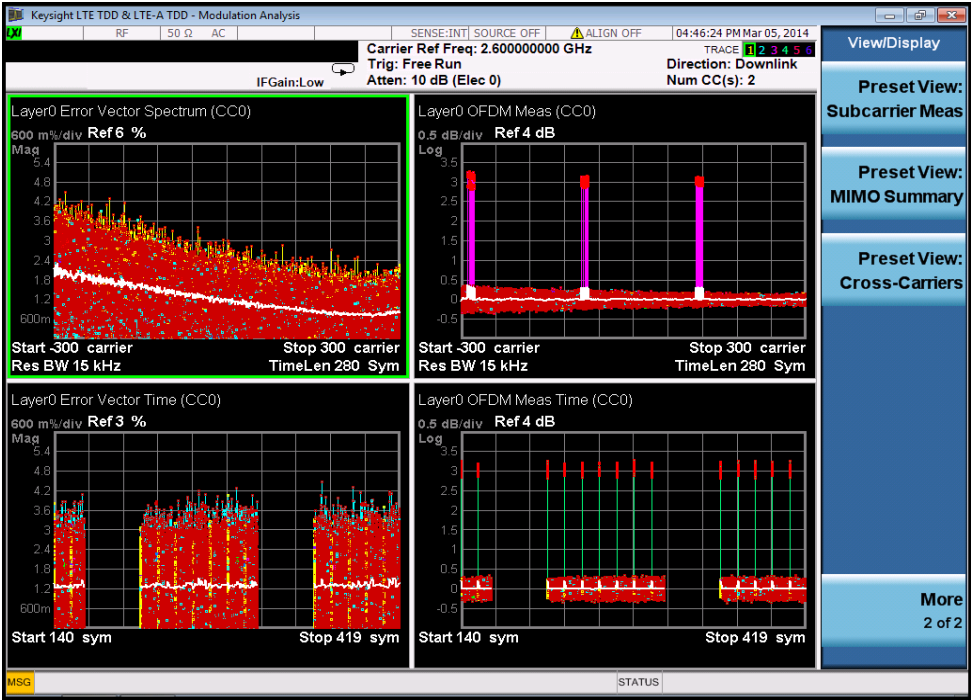 Keysight LTE TDD & LTE-A TDD - Modulation Analysis
LXI RF 50 Ω AC SENSE:INT SOURCE OFF ALIGN OFF 04:46:24 PM Mar 05, 2014
Carrier Ref Freq: 2.600000000 GHz TRACE 1 2 3 4 5 6
Trig: Free Run Direction: Downlink
IFGain:Low Atten: 10 dB (Elec 0) Num CC(s): 2
View/Display
Preset View:
Subcarrier Meas
Preset View:
MIMO Summary
Preset View:
Cross-Carriers
More
2 of 2
Layer0 Error Vector Spectrum (CC0)
600 m%/div Ref 6 %
Mag
5.4
4.8
4.2
3.6
3
2.4
1.8
1.2
600m
Start -300 carrier Stop 300 carrier
Res BW 15 kHz TimeLen 280 Sym
Layer0 OFDM Meas (CC0)
0.5 dB/div Ref 4 dB
Log
3.5
3
2.5
2
1.5
1
0.5
0
-0.5
Start -300 carrier Stop 300 carrier
Res BW 15 kHz TimeLen 280 Sym
Layer0 Error Vector Time (CC0)
600 m%/div Ref 3 %
Mag
5.4
4.8
4.2
3.6
3
2.4
1.8
1.2
600m
Start 140 sym Stop 419 sym
Layer0 OFDM Meas Time (CC0)
0.5 dB/div Ref 4 dB
Log
3.5
3
2.5
2
1.5
1
0.5
0
-0.5
Start 140 sym Stop 419 sym
MSG STATUS